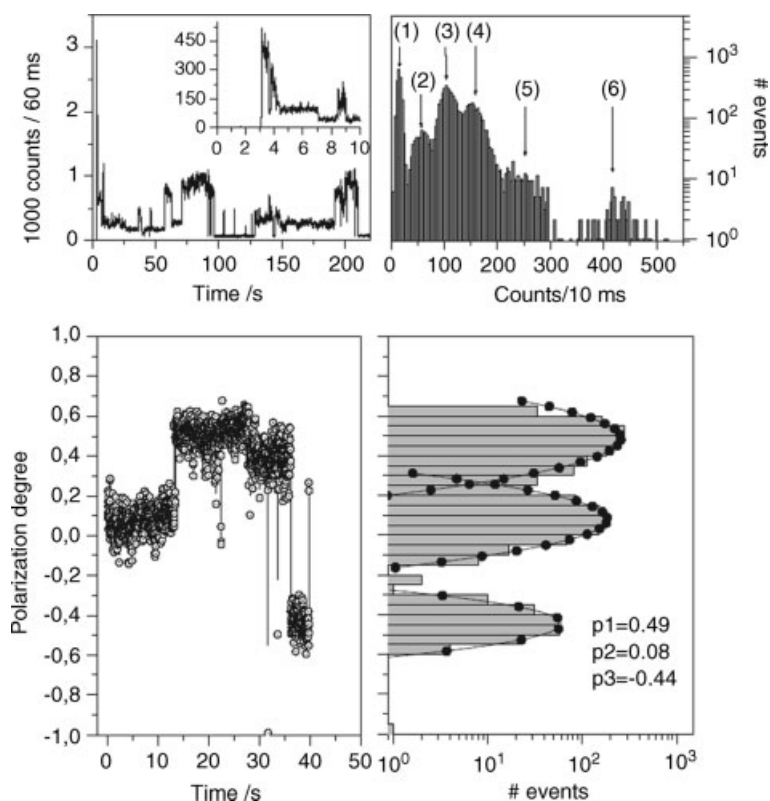 1000 counts / 60 ms
3
2
1
0
0 50 100 150 200
Time /s
450
300
150
0
0 2 4 6 8 10
(1)
(2)
(3)
(4)
(5)
(6)
10³
10²
10¹
10⁰
# events
0 100 200 300 400 500
Counts/10 ms
Polarization degree
1,0
0,8
0,6
0,4
0,2
0,0
-0,2
-0,4
-0,6
-0,8
-1,0
0 10 20 30 40 50
Time /s
p1=0.49
p2=0.08
p3=-0.44
10⁰ 10¹ 10² 10³
# events